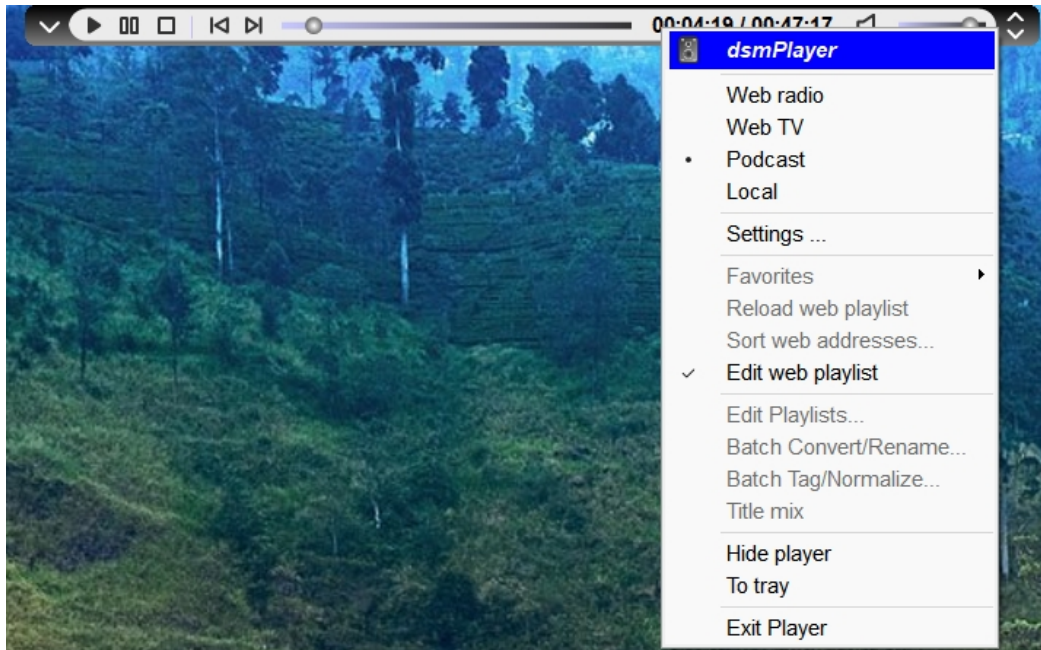 00:04:19 / 00:47:17
dsmPlayer
Web radio
Web TV
Podcast
Local
Settings ...
Favorites
Reload web playlist
Sort web addresses...
Edit web playlist
Edit Playlists...
Batch Convert/Rename...
Batch Tag/Normalize...
Title mix
Hide player
To tray
Exit Player